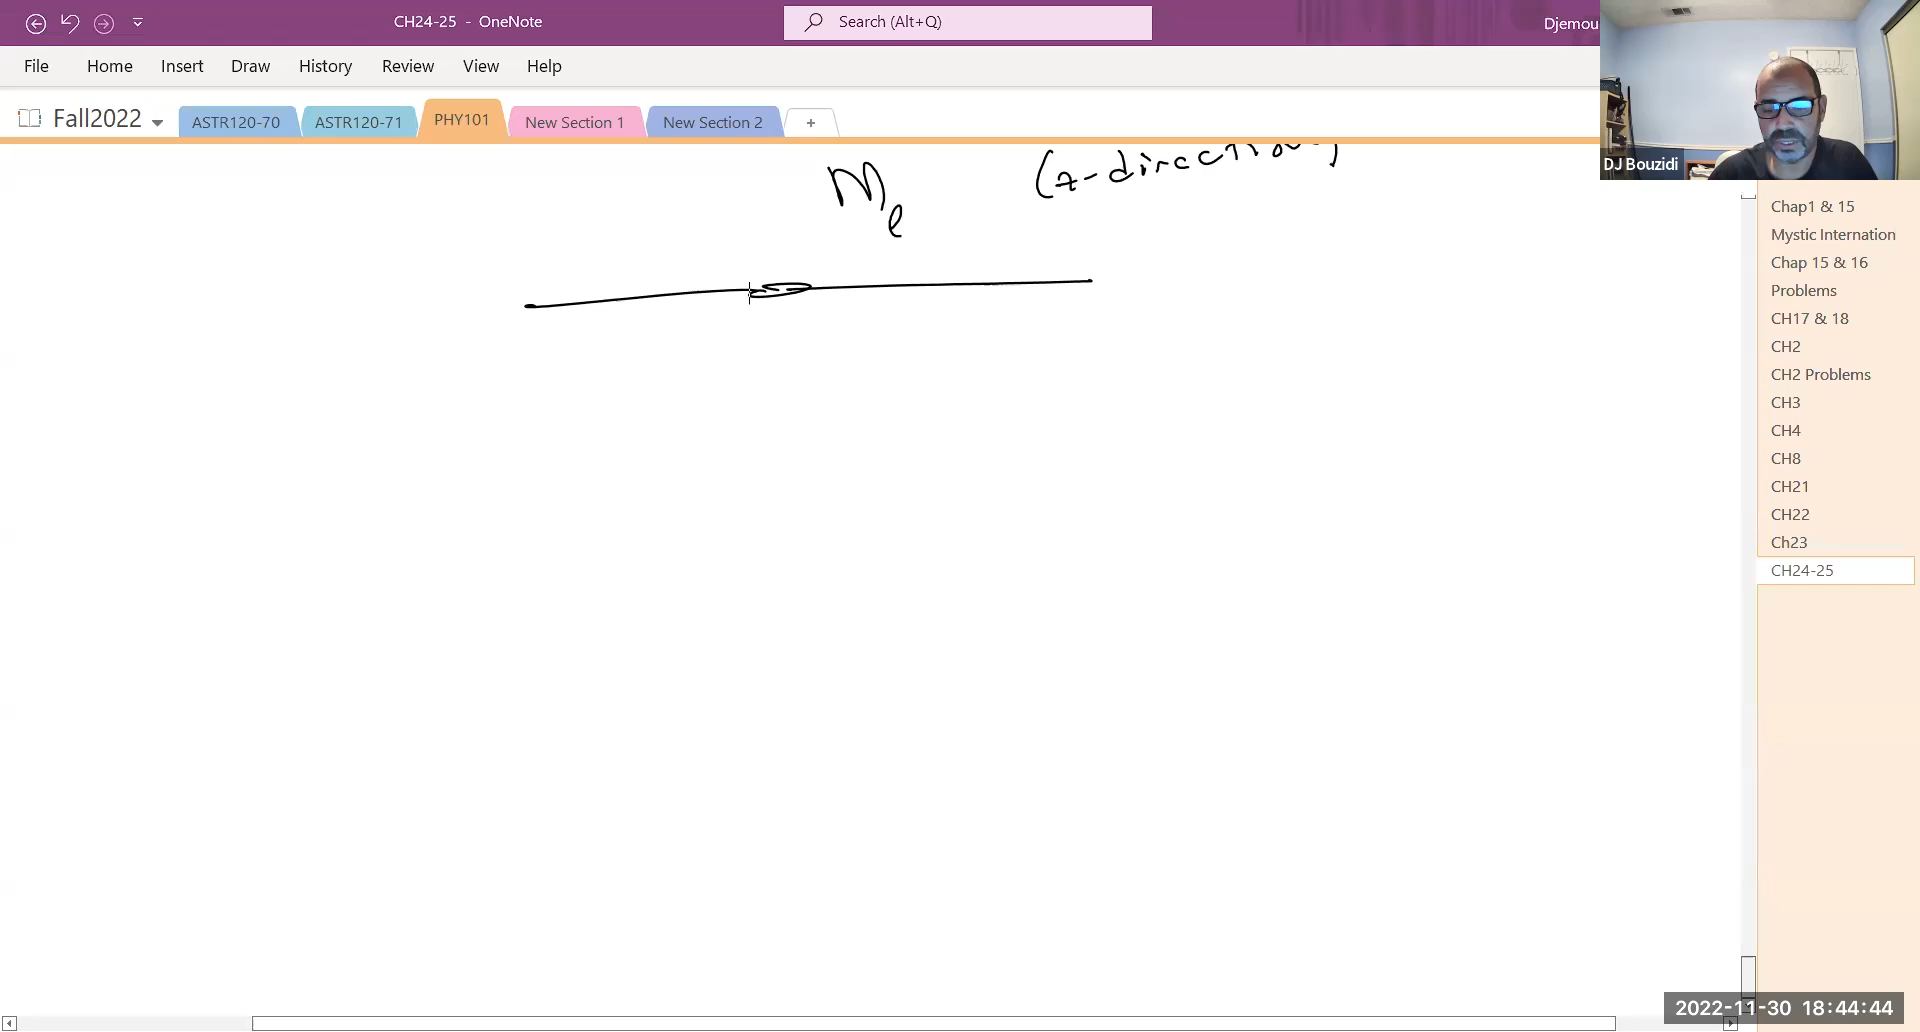 CH24-25 - OneNote
Search (Alt+Q)
Djemou
File Home Insert Draw History Review View Help
Fall2022
ASTR120-70
ASTR120-71
PHY101
New Section 1
New Section 2
+
DJ Bouzidi
(z-direction)
Mℓ
Chap1 & 15
Mystic Internation
Chap 15 & 16
Problems
CH17 & 18
CH2
CH2 Problems
CH3
CH4
CH8
CH21
CH22
Ch23
CH24-25
2022-11-30 18:44:44